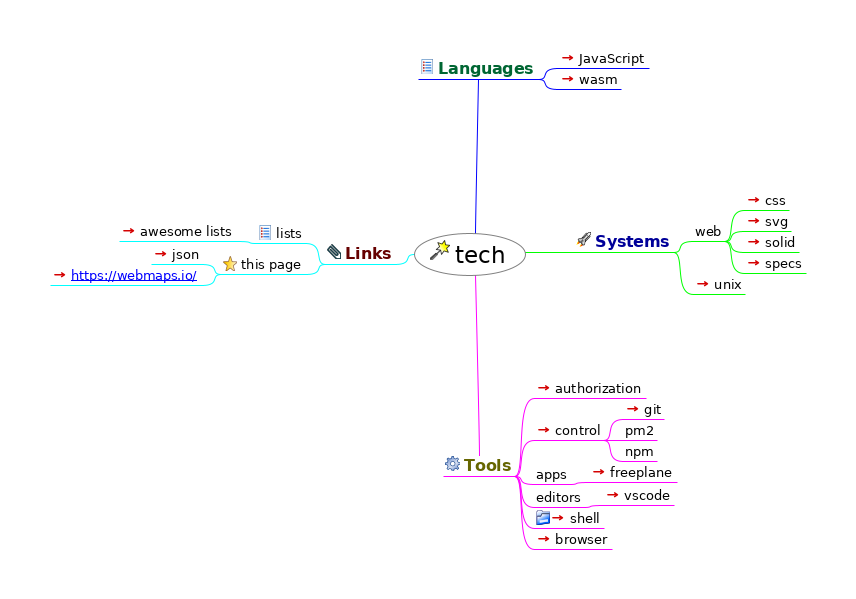 Languages
JavaScript
wasm
tech
Systems
web
css
svg
solid
specs
unix
Links
lists
awesome lists
this page
json
https://webmaps.io/
Tools
authorization
control
git
pm2
npm
apps
freeplane
editors
vscode
shell
browser